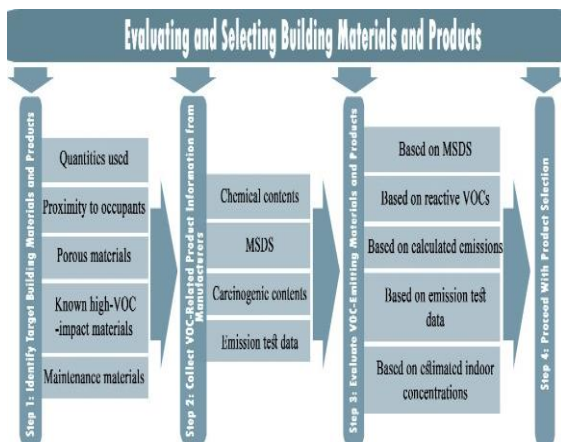 Evaluating and Selecting Building Materials and Products
Step 1: Identify Target Building Materials and Products
Quantities used
Proximity to occupants
Porous materials
Known high-VOC
-impact materials
Maintenance materials
Step 2: Collect VOC-Related Product Information from
Manufacturers
Chemical contents
MSDS
Carcinogenic contents
Emission test data
Step 3: Evaluate VOC-Emitting Materials and Products
Based on MSDS
Based on reactive VOCs
Based on calculated emissions
Based on emission test
data
Based on estimated indoor
concentrations
Step 4: Proceed With Product Selection